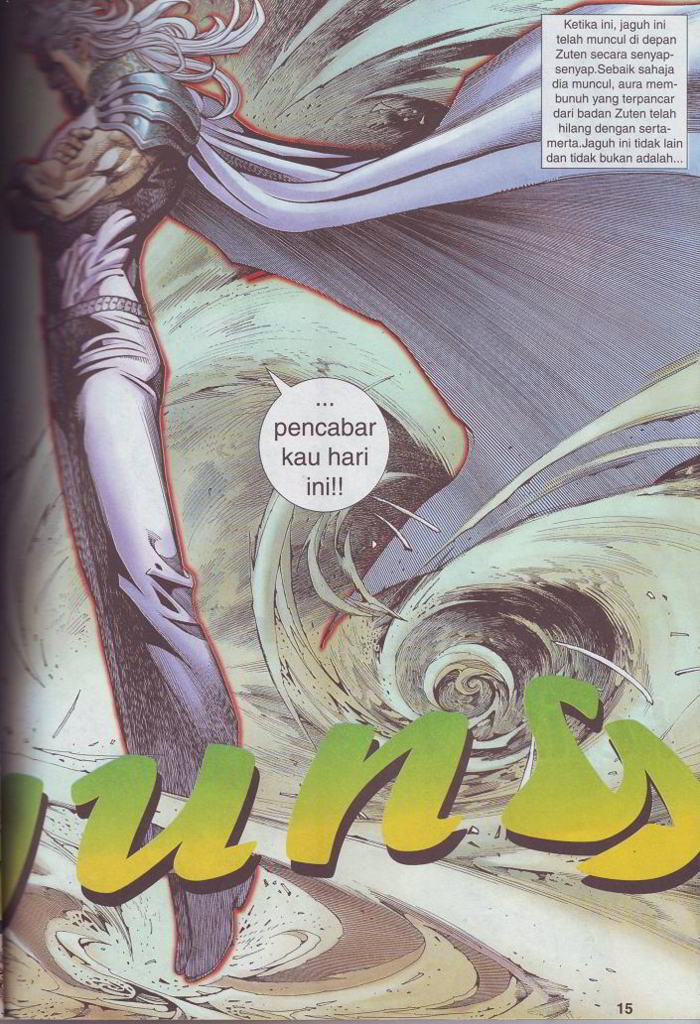 Ketika ini, jaguh ini
telah muncul di depan
Zuten secara senyap-
senyap.Sebaik sahaja
dia muncul, aura mem-
bunuh yang terpancar
dari badan Zuten telah
hilang dengan serta-
merta.Jaguh ini tidak lain
dan tidak bukan adalah...
...
pencabar
kau hari
ini!!
15